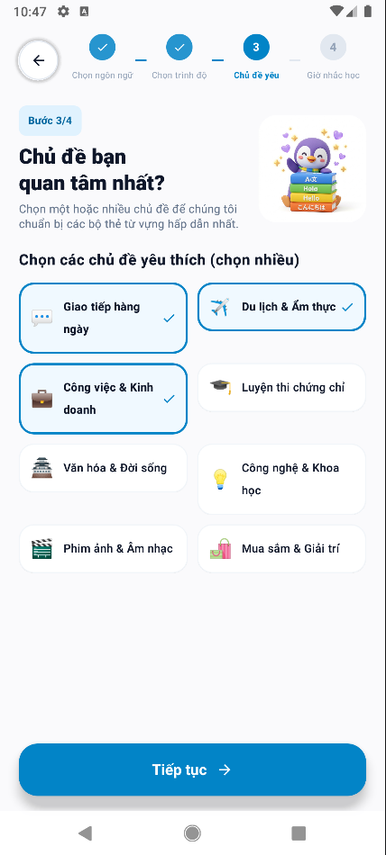 10:47
A
3
4
Chọn ngôn ngữ
Chọn trình độ
Chủ đề yêu
Giờ nhắc học
Bước 3/4
Chủ đề bạn
quan tâm nhất?
Chọn một hoặc nhiều chủ đề để chúng tôi
chuẩn bị các bộ thẻ từ vựng hấp dẫn nhất.
Hola
Hello
こんにちは
Chọn các chủ đề yêu thích (chọn nhiều)
Giao tiếp hàng
ngày
Du lịch & Ẩm thực
Công việc & Kinh
doanh
Luyện thi chứng chỉ
Văn hóa & Đời sống
Công nghệ & Khoa
học
Phim ảnh & Âm nhạc
Mua sắm & Giải trí
Tiếp tục